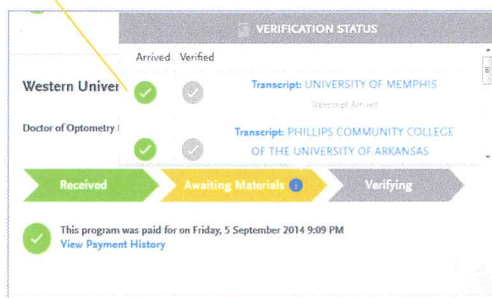 VERIFICATION STATUS
Arrived Verified
Western Univer
Transcript: UNIVERSITY OF MEMPHIS
Transcript Arrived
Doctor of Optometry
Transcript: PHILLIPS COMMUNITY COLLEGE
OF THE UNIVERSITY OF ARKANSAS
Received
Awaiting Materials
Verifying
This program was paid for on Friday, 5 September 2014 9:09 PM
View Payment History